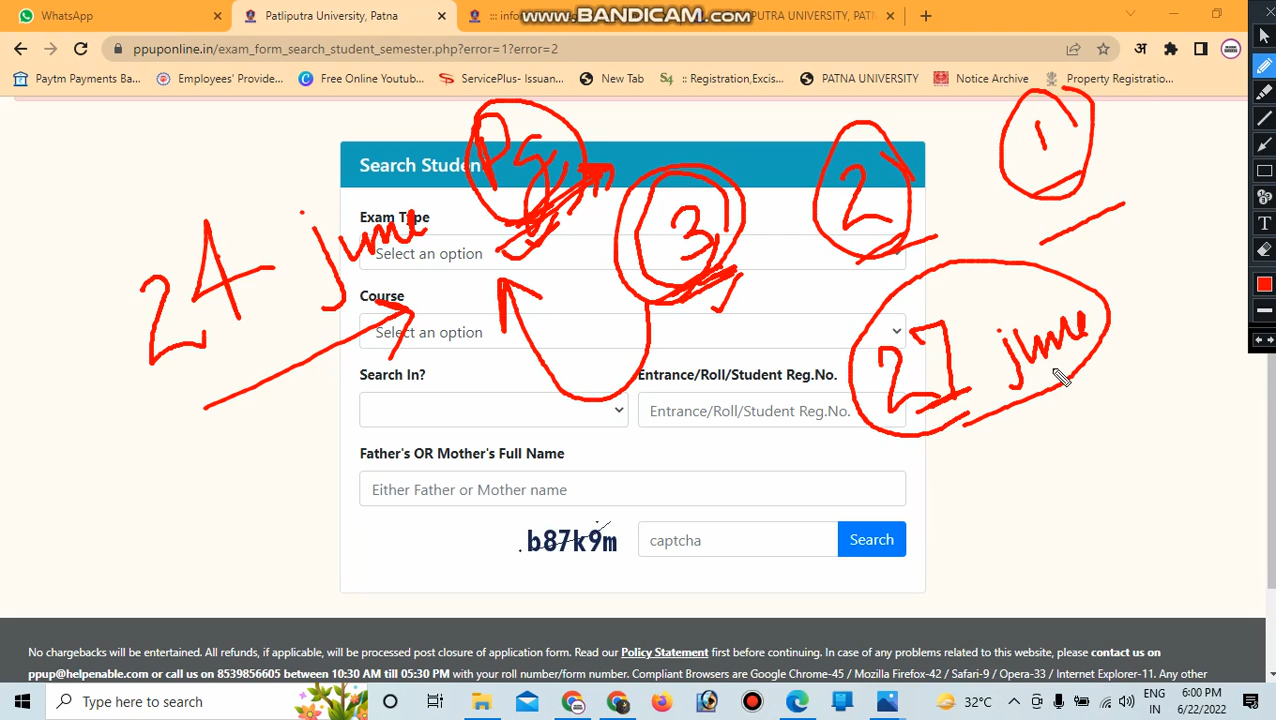 WhatsApp
Patliputra University, Patna
::: info
PUTRA UNIVERSITY, PATN
www.BANDICAM.com
ppuponline.in/exam_form_search_student_semester.php?error=1?error=2
अ
Paytm Payments Ba...
Employees' Provide...
Free Online Youtub...
ServicePlus- Issuan...
New Tab
:: Registration,Excis...
PATNA UNIVERSITY
Notice Archive
Property Registratio...
Search Studen
Pg
1
2
3
24 june
27 june
Exam Type
Select an option
Course
Select an option
Search In?
Entrance/Roll/Student Reg.No.
Entrance/Roll/Student Reg.No.
Father's OR Mother's Full Name
Either Father or Mother name
b87k9m
captcha
Search
No chargebacks will be entertained. All refunds, if applicable, will be processed post closure of application form. Read our Policy Statement first before continuing. In case of any problems related to this website, please contact us on
ppup@helpenable.com or call us on 8539856605 between 10:30 AM till 05:30 PM with your roll number/form number. Compliant Browsers are Google Chrome-45 / Mozilla Firefox-42 / Safari-9 / Opera-33 / Internet Explorer-11. Any other
Type here to search
32°C
ENG
IN
6:00 PM
6/22/2022